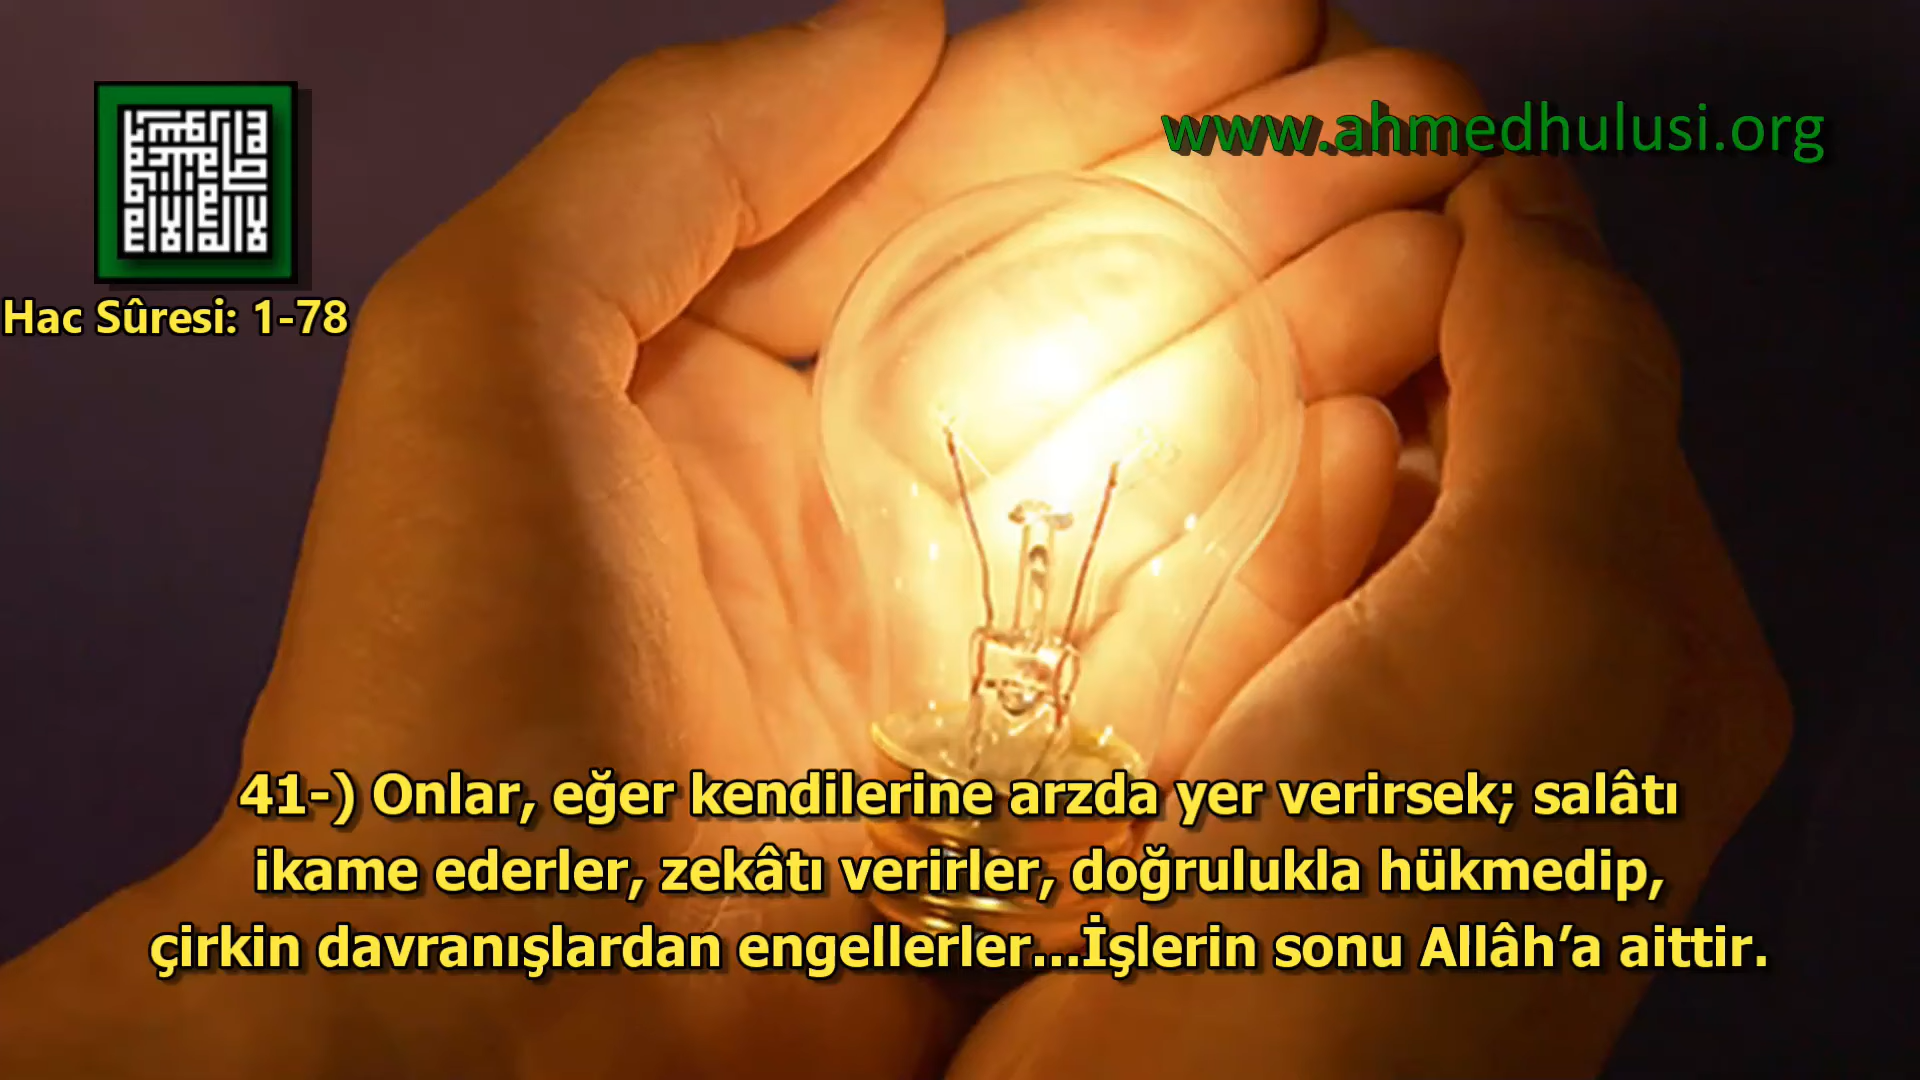 www.ahmedhulusi.org
Hac Sûresi: 1-78
41-) Onlar, eğer kendilerine arzda yer verirsek; salâtı
ikame ederler, zekâtı verirler, doğrulukla hükmedip,
çirkin davranışlardan engellerler...İşlerin sonu Allâh’a aittir.